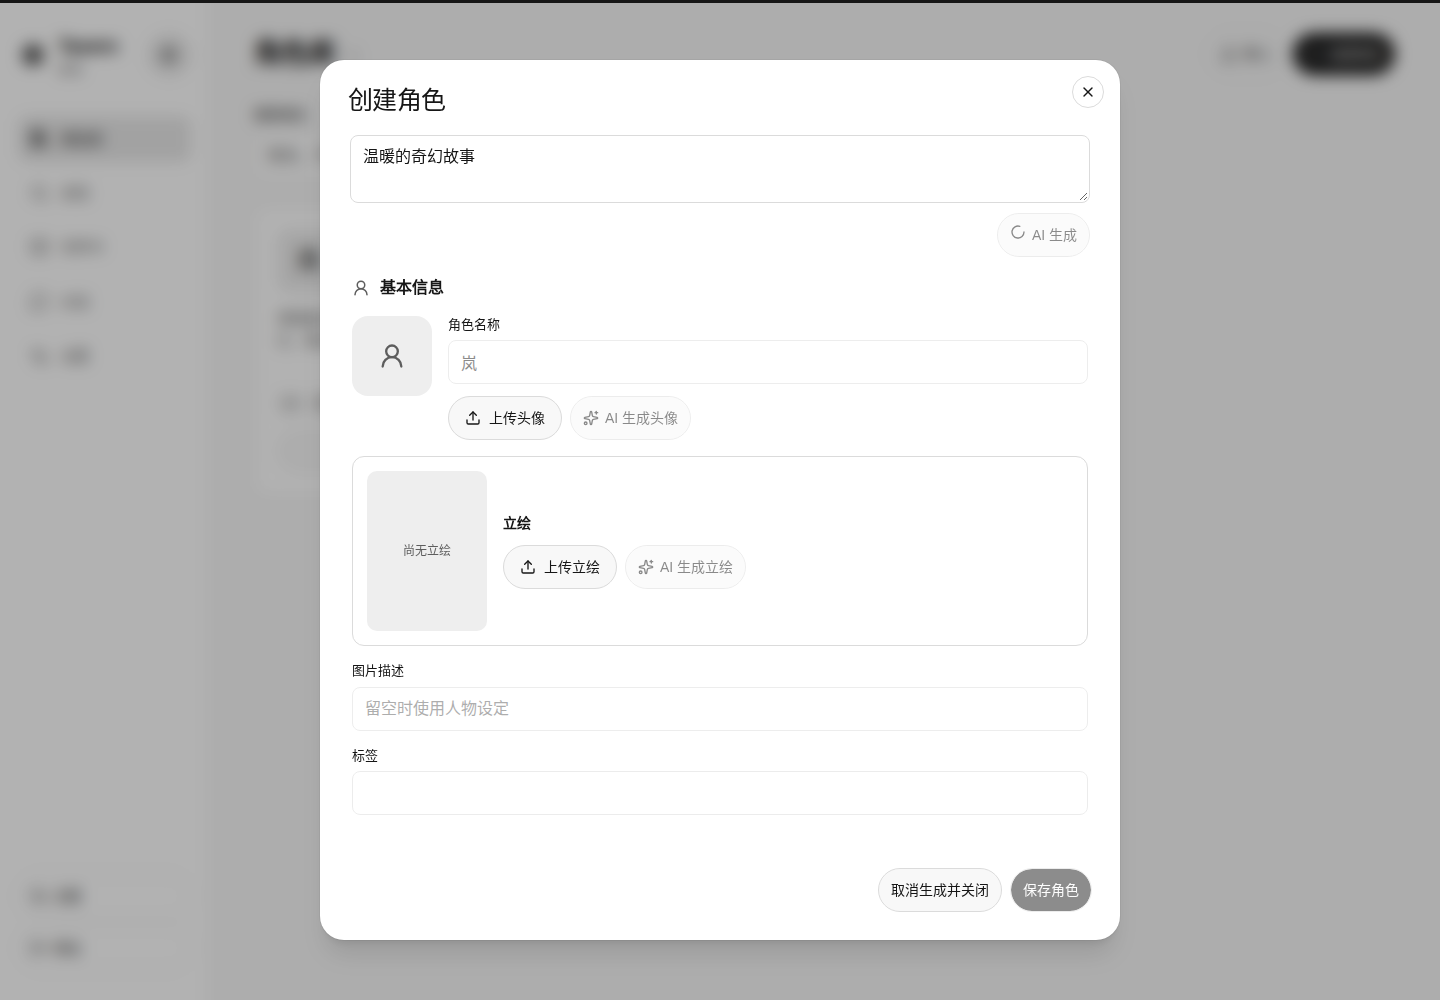 创建角色
温暖的奇幻故事
AI 生成
基本信息
角色名称
岚
上传头像
AI 生成头像
尚无立绘
立绘
上传立绘
AI 生成立绘
图片描述
留空时使用人物设定
标签
取消生成并关闭
保存角色